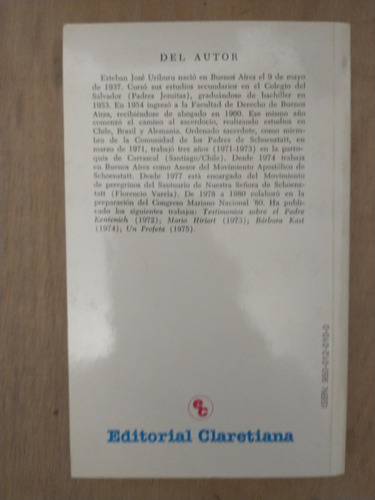 DEL AUTOR
Esteban José Uriburu nació en Buenos Aires el 9 de mayo
de 1937. Cursó sus estudios secundarios en el Colegio del
Salvador (Padres Jesuitas), graduándose de bachiller en
1953. En 1954 ingresó a la Facultad de Derecho de Buenos
Aires, recibiéndose de abogado en 1960. Ese mismo año
comenzó el camino al sacerdocio, realizando estudios en
Chile, Brasil y Alemania. Ordenado sacerdote, como miem-
bro de la Comunidad de los Padres de Schoenstatt, en
marzo de 1971, trabajó tres años (1971-1973) en la parro-
quia de Carrascal (Santiago/Chile). Desde 1974 trabaja
en Buenos Aires como Asesor del Movimiento Apostólico de
Schoenstatt. Desde 1977 está encargado del Movimiento
de peregrinos del Santuario de Nuestra Señora de Schoens-
tatt (Florencio Varela). De 1978 a 1980 colaboró en la
preparación del Congreso Mariano Nacional '80. Ha publi-
cado los siguientes trabajos: Testimonios sobre el Padre
Kentenich (1972); Mario Hiriart (1973); Bárbara Kast
(1974); Un Profeta (1975).
Editorial Claretiana